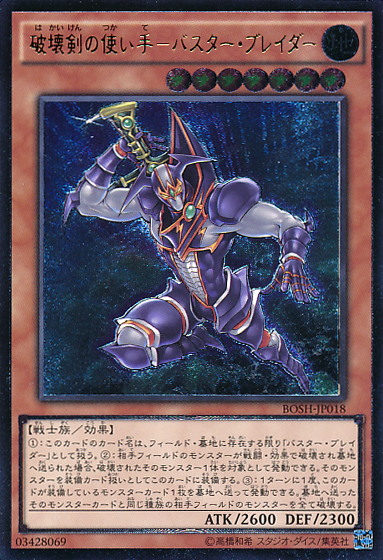 はかいけん つか て
破壊剣の使い手－バスター・ブレイダー
BOSH-JP018
【戦士族／効果】
①：このカードのカード名は、フィールド・墓地に存在する限り「バスター・ブレイ
ダー」として扱う。②：相手フィールドのモンスターが戦闘・効果で破壊され墓地
へ送られた場合、破壊されたそのモンスター1体を対象として発動できる。そのモン
スターを装備カード扱いとしてこのカードに装備する。③：1ターンに1度、このカー
ドが装備しているモンスターカード1枚を墓地へ送って発動できる。墓地へ送った
そのモンスターカードと同じ種族の相手フィールドのモンスターを全て破壊する。
ATK/2600 DEF/2300
03428069
©高橋和希 スタジオ・ダイス/集英社